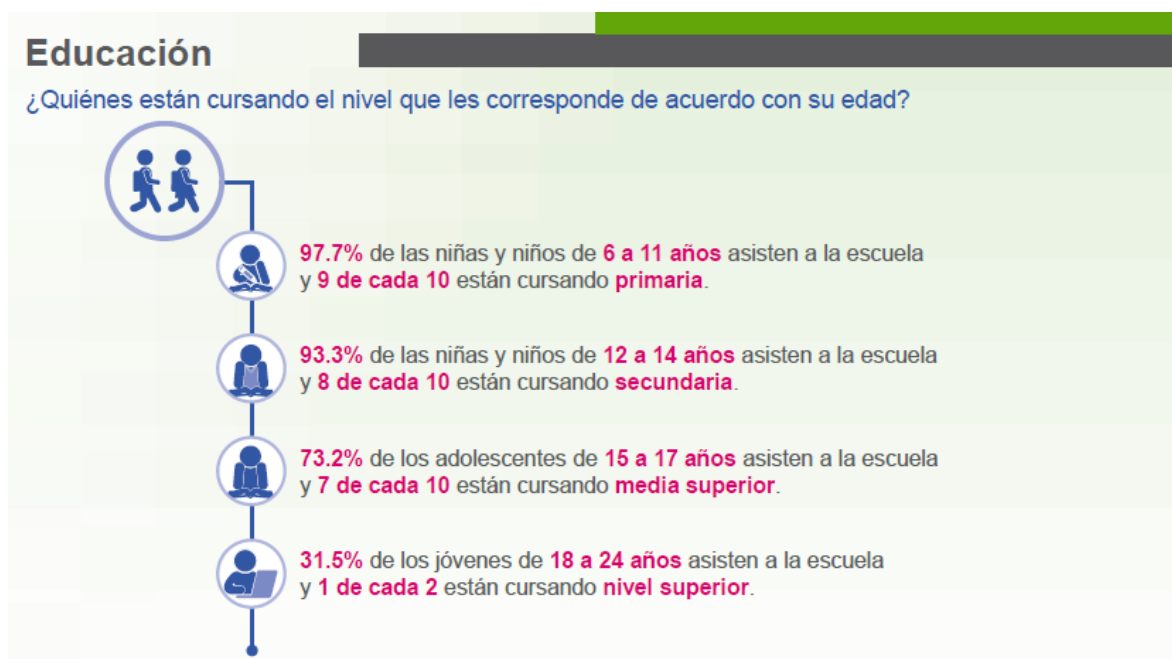 Educación
¿Quiénes están cursando el nivel que les corresponde de acuerdo con su edad?
97.7% de las niñas y niños de 6 a 11 años asisten a la escuela
y 9 de cada 10 están cursando primaria.
93.3% de las niñas y niños de 12 a 14 años asisten a la escuela
y 8 de cada 10 están cursando secundaria.
73.2% de los adolescentes de 15 a 17 años asisten a la escuela
y 7 de cada 10 están cursando media superior.
31.5% de los jóvenes de 18 a 24 años asisten a la escuela
y 1 de cada 2 están cursando nivel superior.